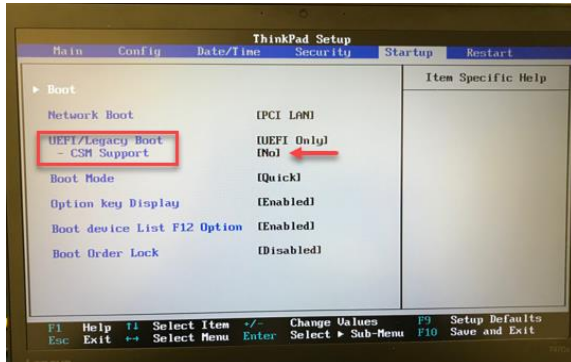 ThinkPad Setup
Main Config Date/Time Security Startup Restart
Item Specific Help
▶ Boot
Network Boot [PCI LAN]
UEFI/Legacy Boot [UEFI Only]
- CSM Support [No]
Boot Mode [Quick]
Option key Display [Enabled]
Boot device List F12 Option [Enabled]
Boot Order Lock [Disabled]
F1 Help ↑↓ Select Item +/- Change Values F9 Setup Defaults
Esc Exit ↔ Select Menu Enter Select ▶ Sub-Menu F10 Save and Exit